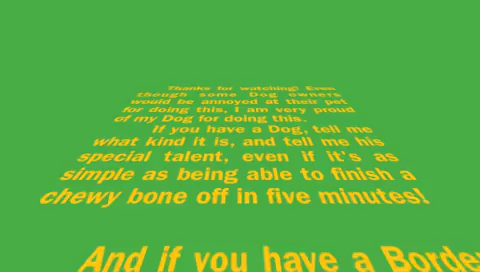 Thanks for watching! Even
though some Dog owners
would be annoyed at their pet
for doing this, I am very proud
of my Dog for doing this.
If you have a Dog, tell me
what kind it is, and tell me his
special talent, even if it's as
simple as being able to finish a
chewy bone off in five minutes!
And if you have a Border